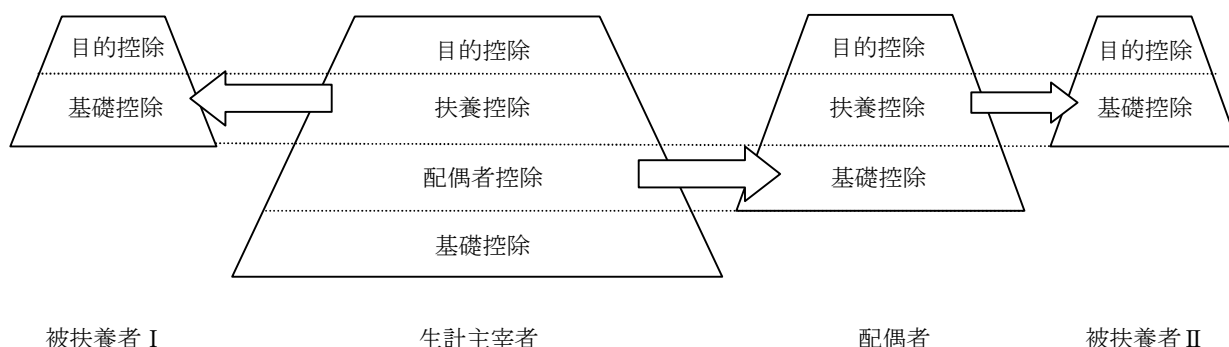 目的控除 目的控除 目的控除 目的控除
基礎控除 扶養控除 扶養控除 基礎控除
配偶者控除 基礎控除
基礎控除
被扶養者Ⅰ 生計主宰者 配偶者 被扶養者Ⅱ